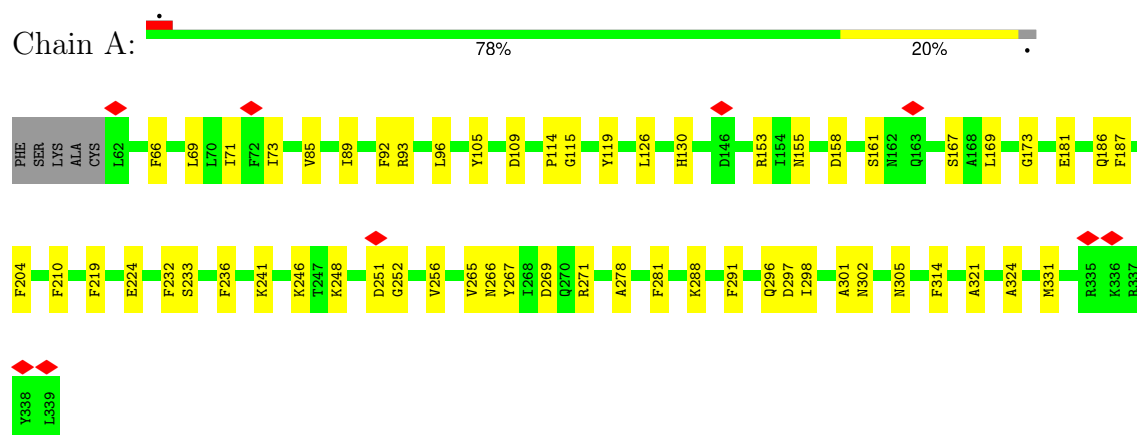 Chain A:
78% 20%
PHE SER LYS ALA CYS L62 F66 L69 L70 I71 F72 I73 V85 I89 F92 R93 L96 Y105 D109 P114 G115 Y119 L126 H130 D146 R153 I154 N155 D158 S161 N162 Q163 S167 A168 L169 G173 E181 Q186 F187
F204 F210 F219 E224 F232 S233 F236 K241 K246 T247 K248 D251 G252 V256 V265 N266 Y267 I268 D269 Q270 R271 A278 F281 K288 F291 Q296 D297 I298 A301 N302 N305 F314 A321 A324 M331 R335 K336 R337
Y338 L339